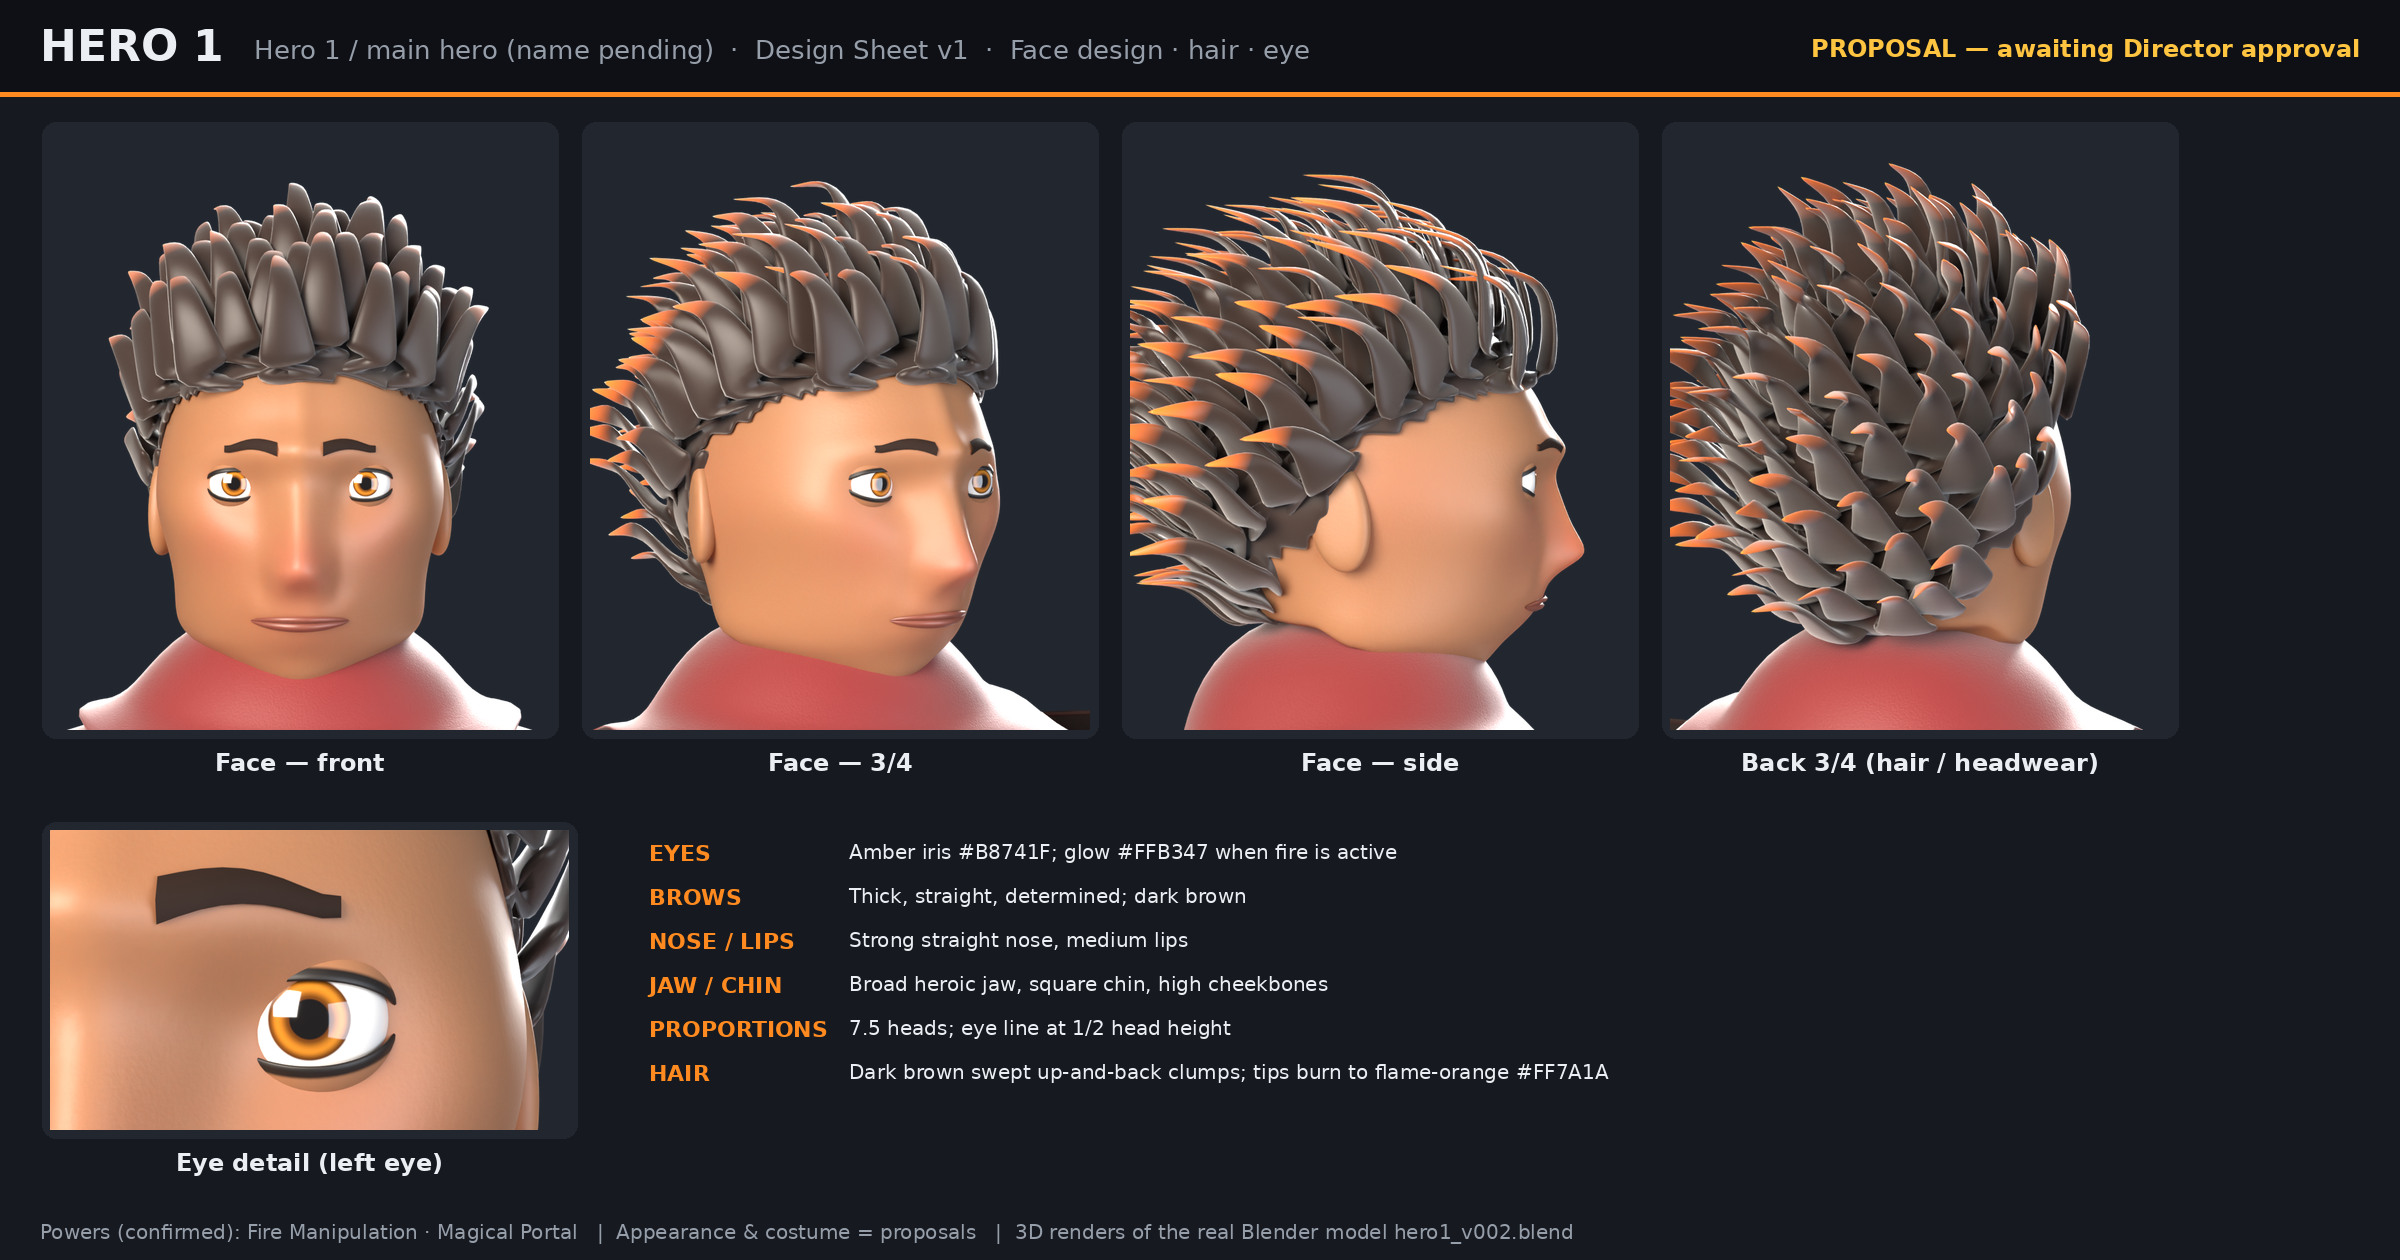 HERO 1 Hero 1 / main hero (name pending) · Design Sheet v1 · Face design · hair · eye PROPOSAL — awaiting Director approval
Face — front
Face — 3/4
Face — side
Back 3/4 (hair / headwear)
EYES Amber iris #B8741F; glow #FFB347 when fire is active
BROWS Thick, straight, determined; dark brown
NOSE / LIPS Strong straight nose, medium lips
JAW / CHIN Broad heroic jaw, square chin, high cheekbones
PROPORTIONS 7.5 heads; eye line at 1/2 head height
HAIR Dark brown swept up-and-back clumps; tips burn to flame-orange #FF7A1A
Eye detail (left eye)
Powers (confirmed): Fire Manipulation · Magical Portal | Appearance & costume = proposals | 3D renders of the real Blender model hero1_v002.blend